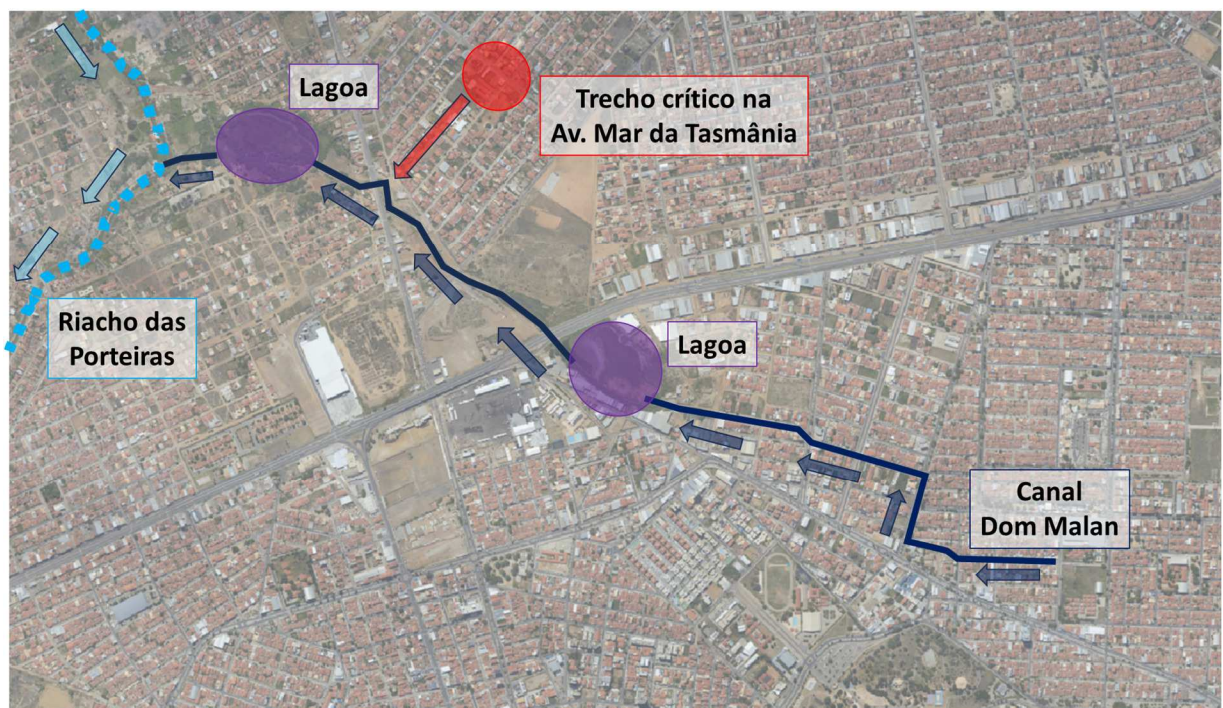 Lagoa
Trecho crítico na
Av. Mar da Tasmânia
Riacho das
Porteiras
Lagoa
Canal
Dom Malan